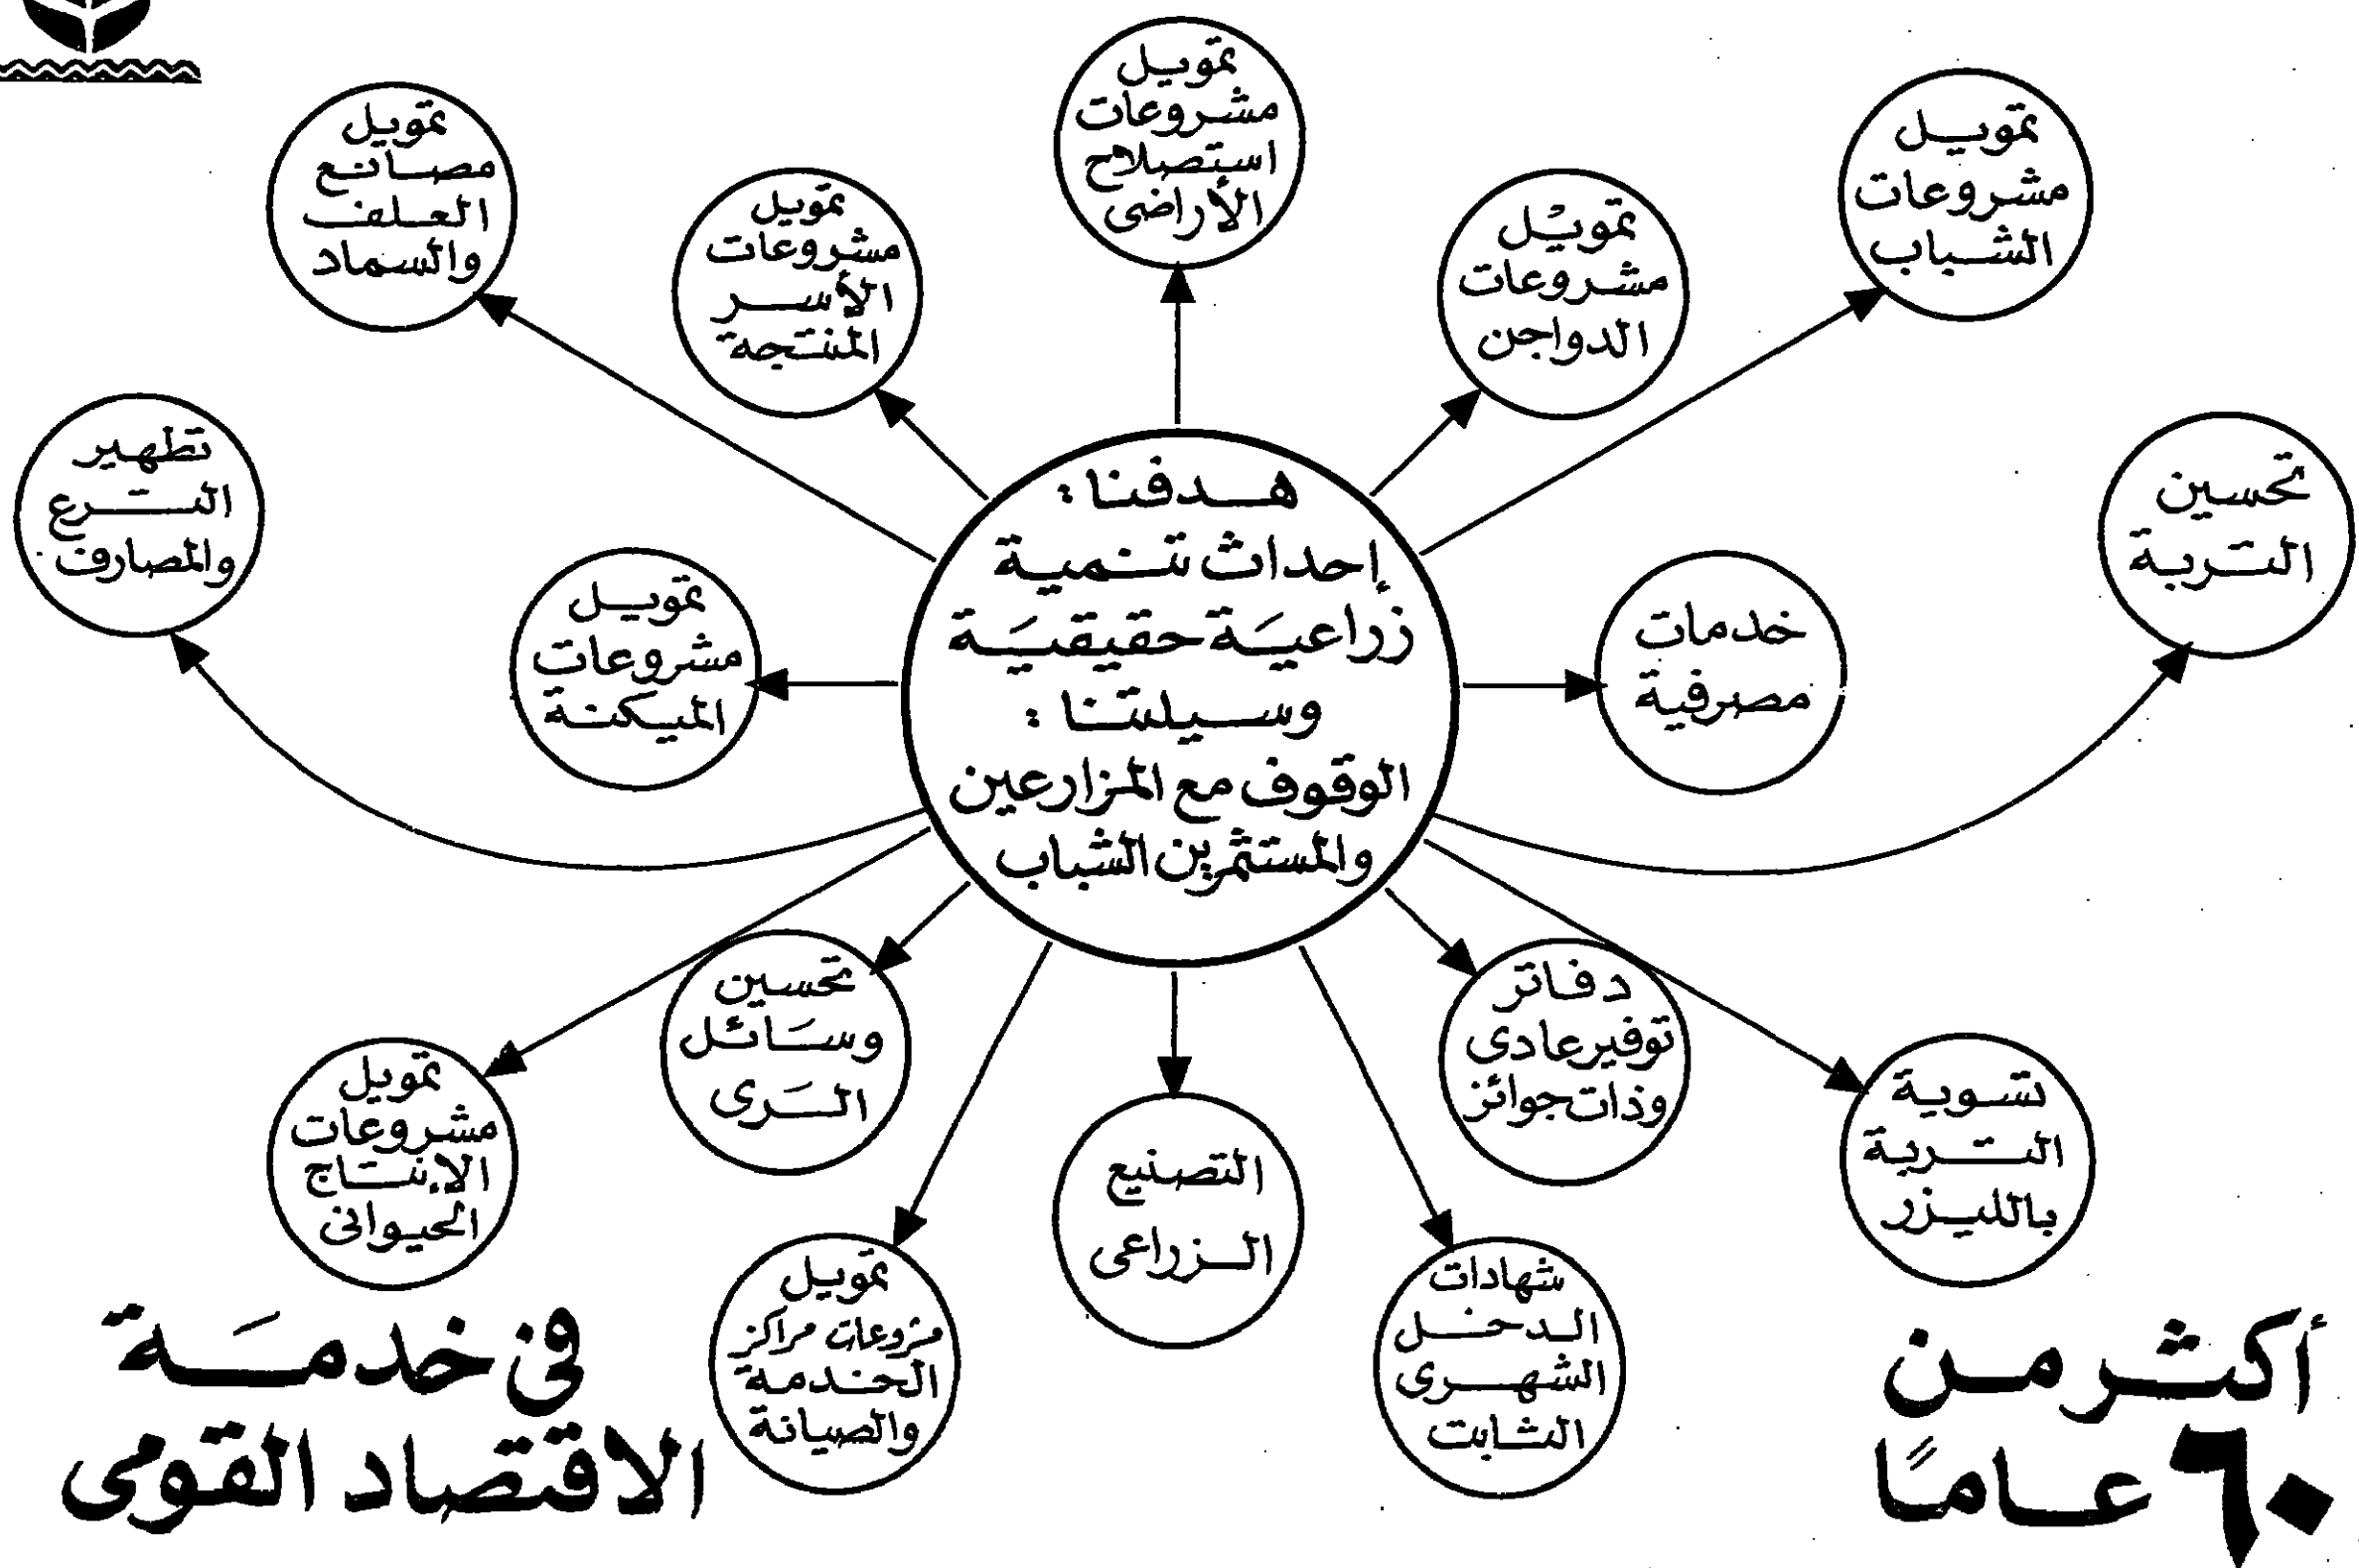 تمويل
مشروعات
استصلاح
الأراضى
تمويل
مشروعات
الشباب
تمويل
مصانع
العلف
والسماد
تمويل
مشروعات
الدواجن
تمويل
مشروعات
الأسر
المنتجة
تحسين
التربة
تطهير
الترع
والمصارف
هدفنا :
إحداث تنمية
زراعية حقيقية
وسيلتنا :
الوقوف مع المزارعين
والمستثمرين الشباب
خدمات
مصرفية
تمويل
مشروعات
الميكنة
دفاتر
توفير عادى
وذات جوائز
تحسين
وسائل
الرى
تسوية
التربة
بالليزر
تمويل
مشروعات
الإنتاج
الحيوانى
التصنيع
الزراعى
شهادات
الدخل
الشهرى
الثابت
تمويل
مزوعات مراكز
الخدمة
والصيانة
أكثر من
٦٠ عامًا
فى خدمة
الاقتصاد القومى